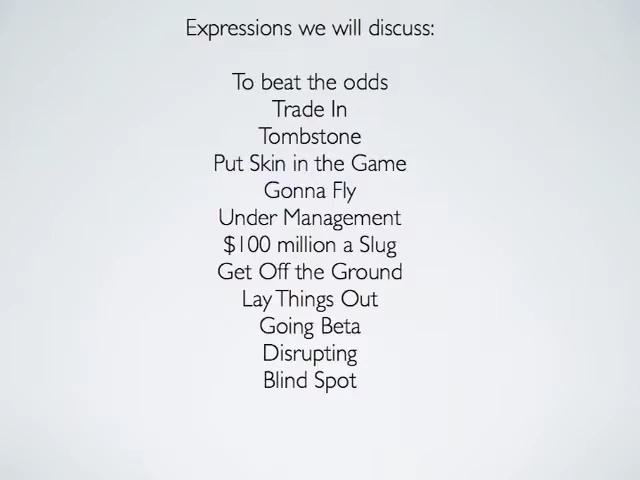 Expressions we will discuss:
To beat the odds
Trade In
Tombstone
Put Skin in the Game
Gonna Fly
Under Management
$100 million a Slug
Get Off the Ground
Lay Things Out
Going Beta
Disrupting
Blind Spot